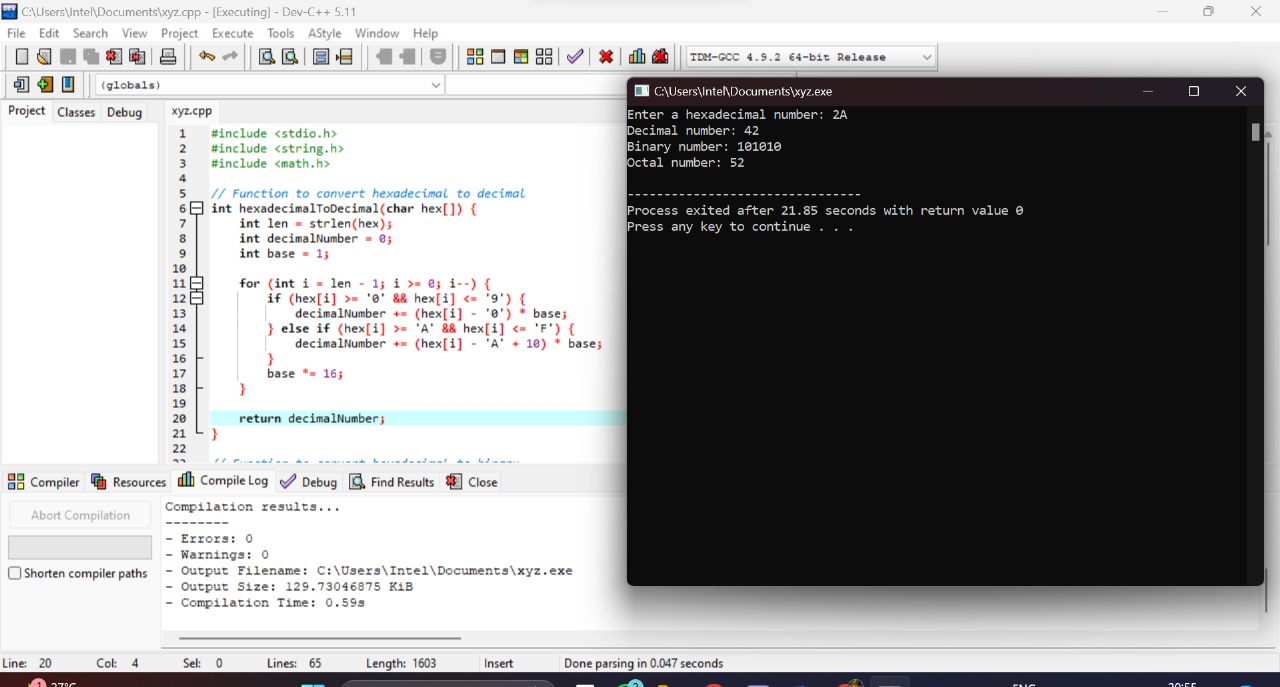 C:\Users\Intel\Documents\xyz.cpp - [Executing] - Dev-C++ 5.11
File Edit Search View Project Execute Tools AStyle Window Help
TDM-GCC 4.9.2 64-bit Release
(globals)
Project Classes Debug
xyz.cpp
1 #include <stdio.h>
2 #include <string.h>
3 #include <math.h>
4
5 // Function to convert hexadecimal to decimal
6 int hexadecimalToDecimal(char hex[]) {
7 int len = strlen(hex);
8 int decimalNumber = 0;
9 int base = 1;
10
11 for (int i = len - 1; i >= 0; i--) {
12 if (hex[i] >= '0' && hex[i] <= '9') {
13 decimalNumber += (hex[i] - '0') * base;
14 } else if (hex[i] >= 'A' && hex[i] <= 'F') {
15 decimalNumber += (hex[i] - 'A' + 10) * base;
16 }
17 base *= 16;
18 }
19
20 return decimalNumber;
21 }
22
C:\Users\Intel\Documents\xyz.exe
Enter a hexadecimal number: 2A
Decimal number: 42
Binary number: 101010
Octal number: 52
--------------------------------
Process exited after 21.85 seconds with return value 0
Press any key to continue . . .
Compiler Resources Compile Log Debug Find Results Close
Abort Compilation
Shorten compiler paths
Compilation results...
--------
- Errors: 0
- Warnings: 0
- Output Filename: C:\Users\Intel\Documents\xyz.exe
- Output Size: 129.73046875 KiB
- Compilation Time: 0.59s
Line: 20 Col: 4 Sel: 0 Lines: 65 Length: 1603 Insert Done parsing in 0.047 seconds